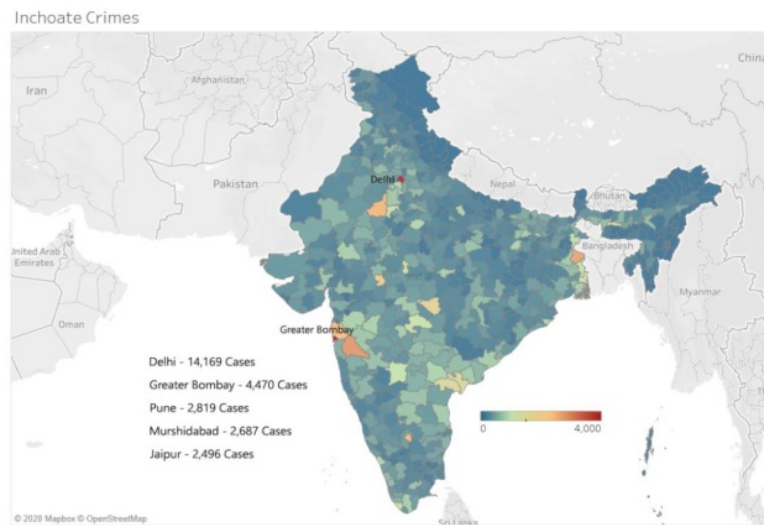 Inchoate Crimes
Iran
Afghanistan
China
Pakistan
Delhi
Nepal
Bhutan
Bangladesh
United Arab
Emirates
Oman
Myanmar
Greater Bombay
Delhi - 14,169 Cases
Greater Bombay - 4,470 Cases
Pune - 2,819 Cases
Murshidabad - 2,687 Cases
Jaipur - 2,496 Cases
0
4,000
Sri Lanka
© 2020 Mapbox © OpenStreetMap